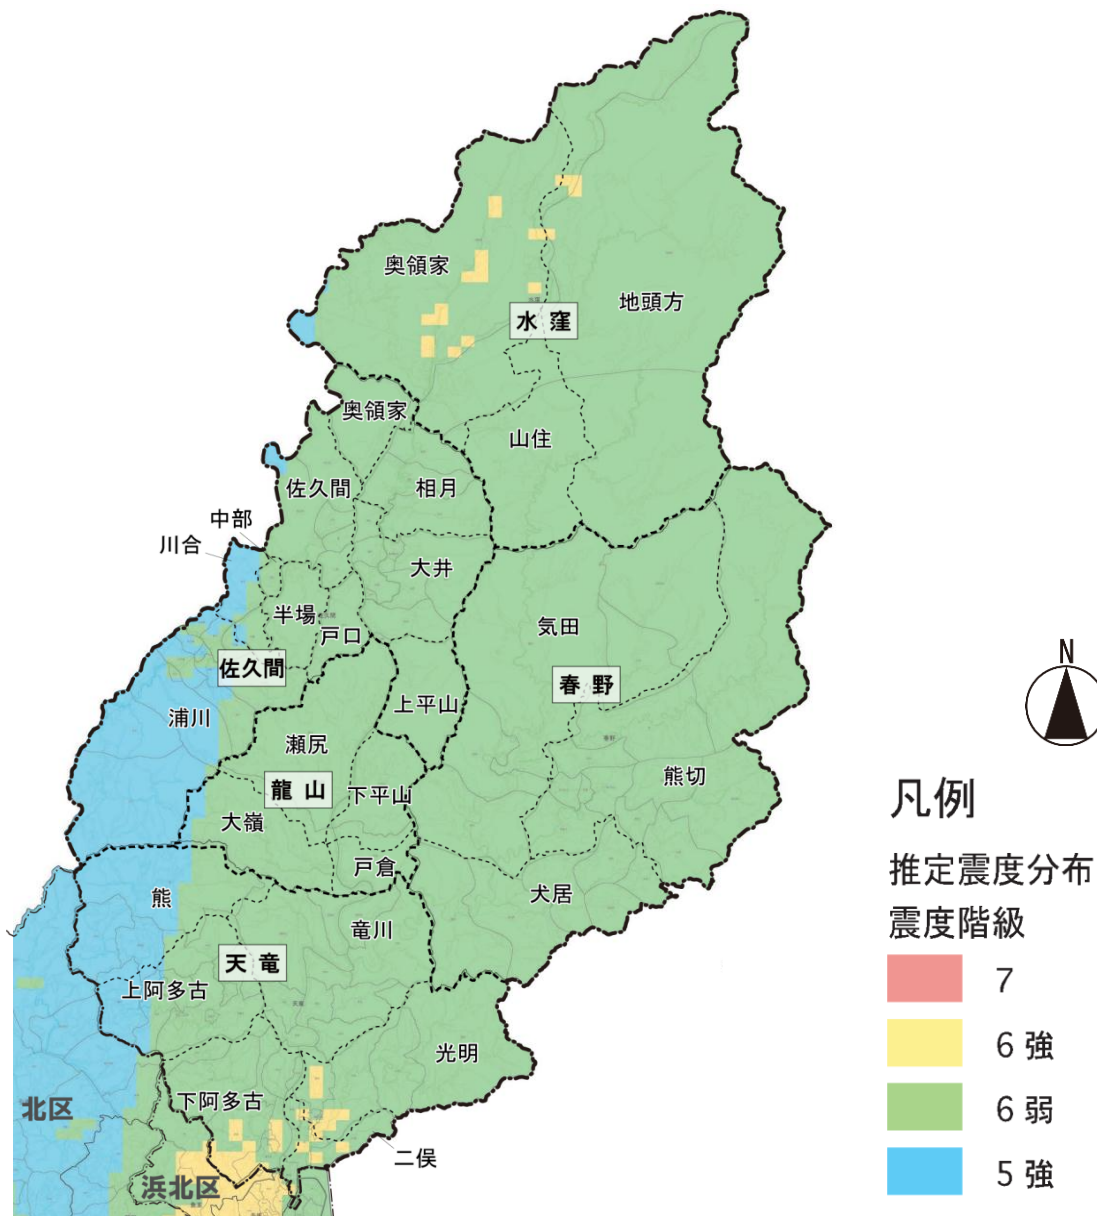 奥領家
地頭方
水窪
奥領家
山住
佐久間
相月
中部
川合
大井
半場
戸口
気田
N
佐久間
春野
上平山
浦川
瀬尻
熊切
龍山
下平山
凡例
大嶺
戸倉
推定震度分布
熊
犬居
震度階級
竜川
天竜
7
上阿多古
6強
光明
下阿多古
北区
6弱
二俣
浜北区
5強